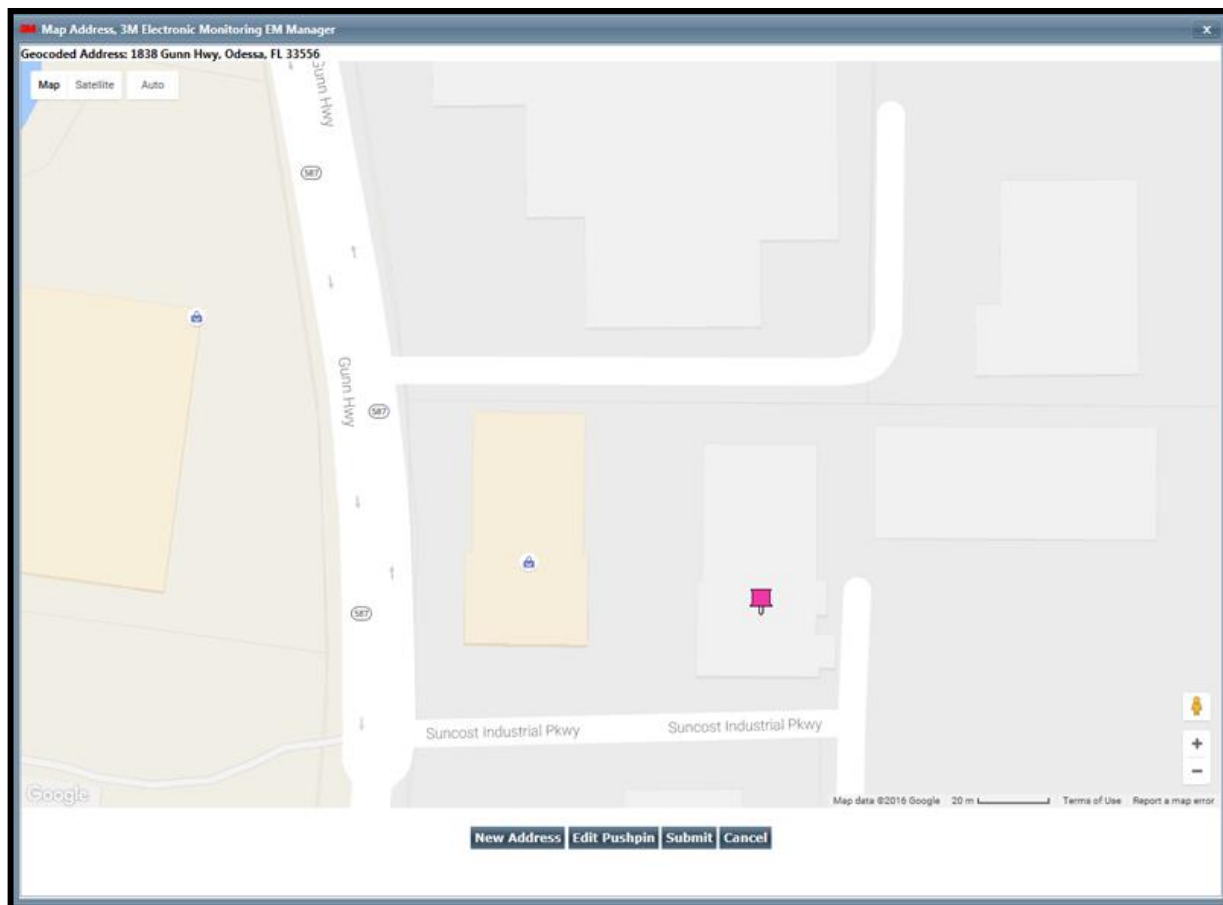 3M Map Address, 3M Electronic Monitoring EM Manager x
Geocoded Address: 1838 Gunn Hwy, Odessa, FL 33556
Map Satellite Auto
Gunn Hwy
587
Gunn Hwy
587
587
Suncost Industrial Pkwy Suncost Industrial Pkwy
Google Map data ©2016 Google 20 m Terms of Use Report a map error
New Address Edit Pushpin Submit Cancel